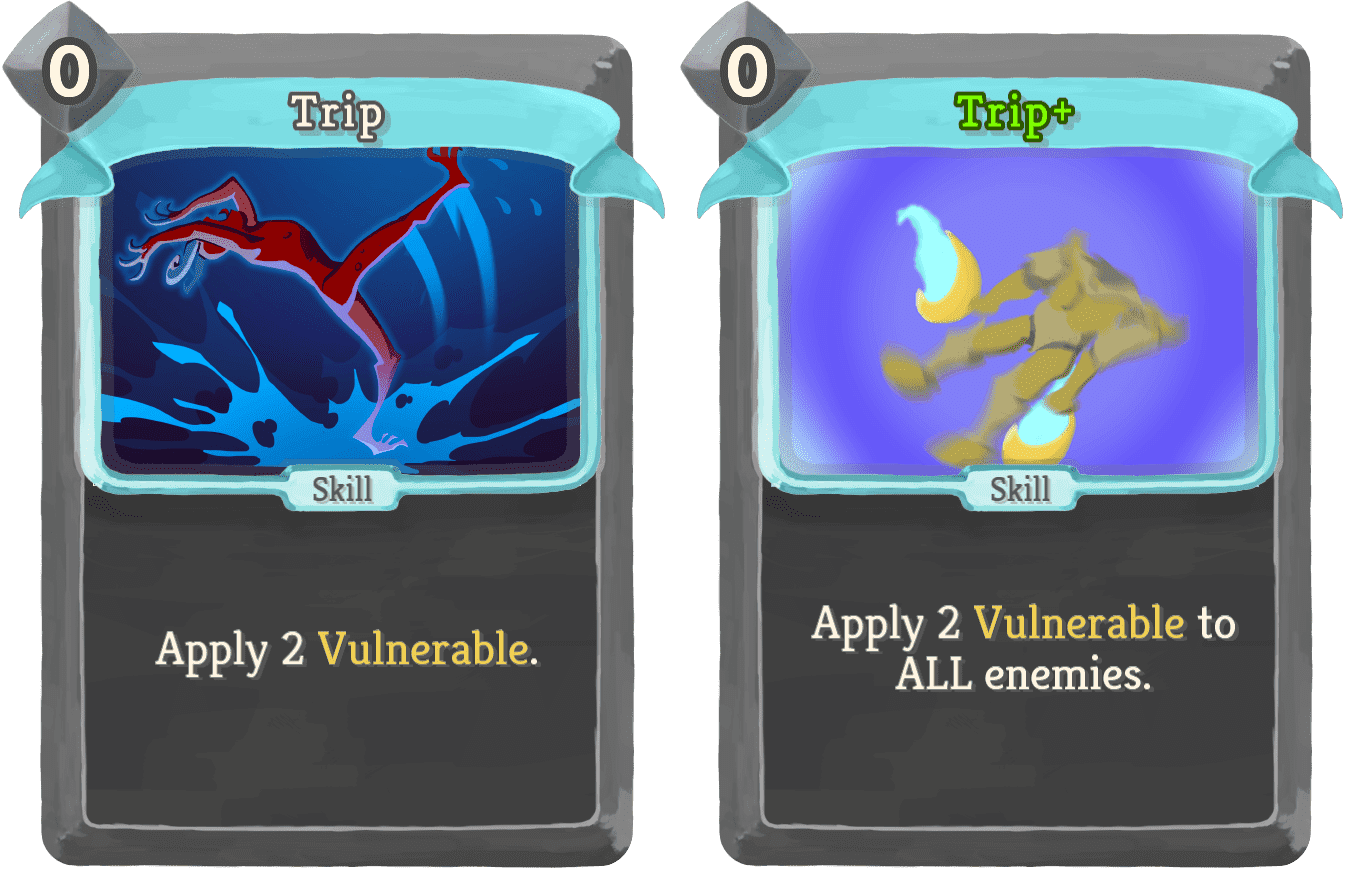 0
Trip
Skill
Apply 2 Vulnerable.
0
Trip+
Skill
Apply 2 Vulnerable to
ALL enemies.